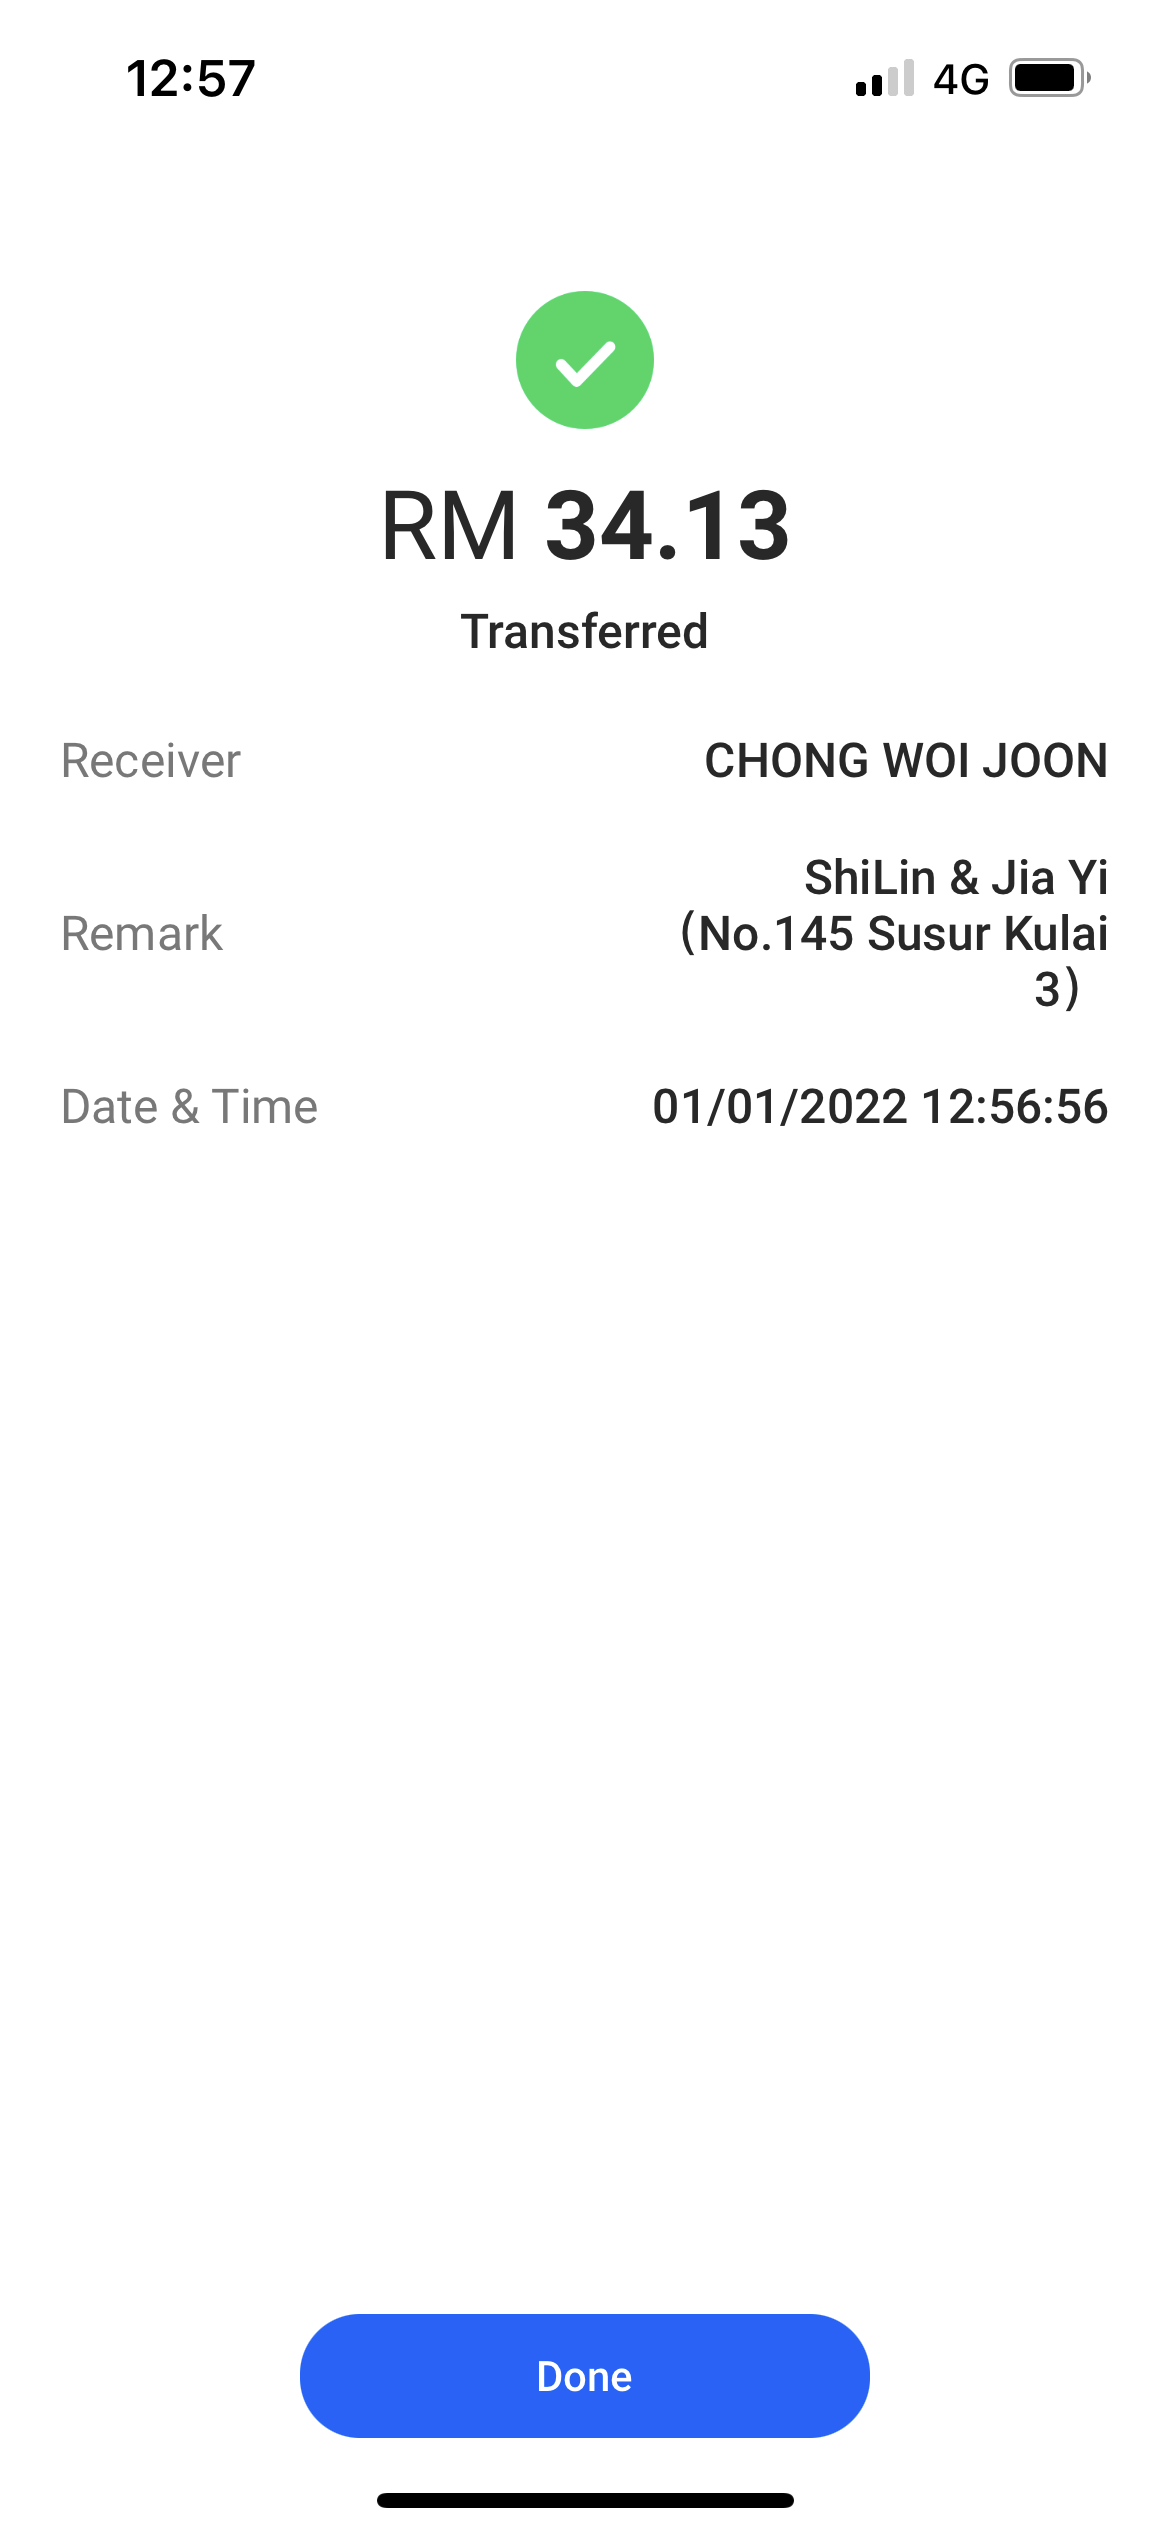 12:57
4G
RM 34.13
Transferred
Receiver
CHONG WOI JOON
Remark
ShiLin & Jia Yi
（No.145 Susur Kulai
3）
Date & Time
01/01/2022 12:56:56
Done